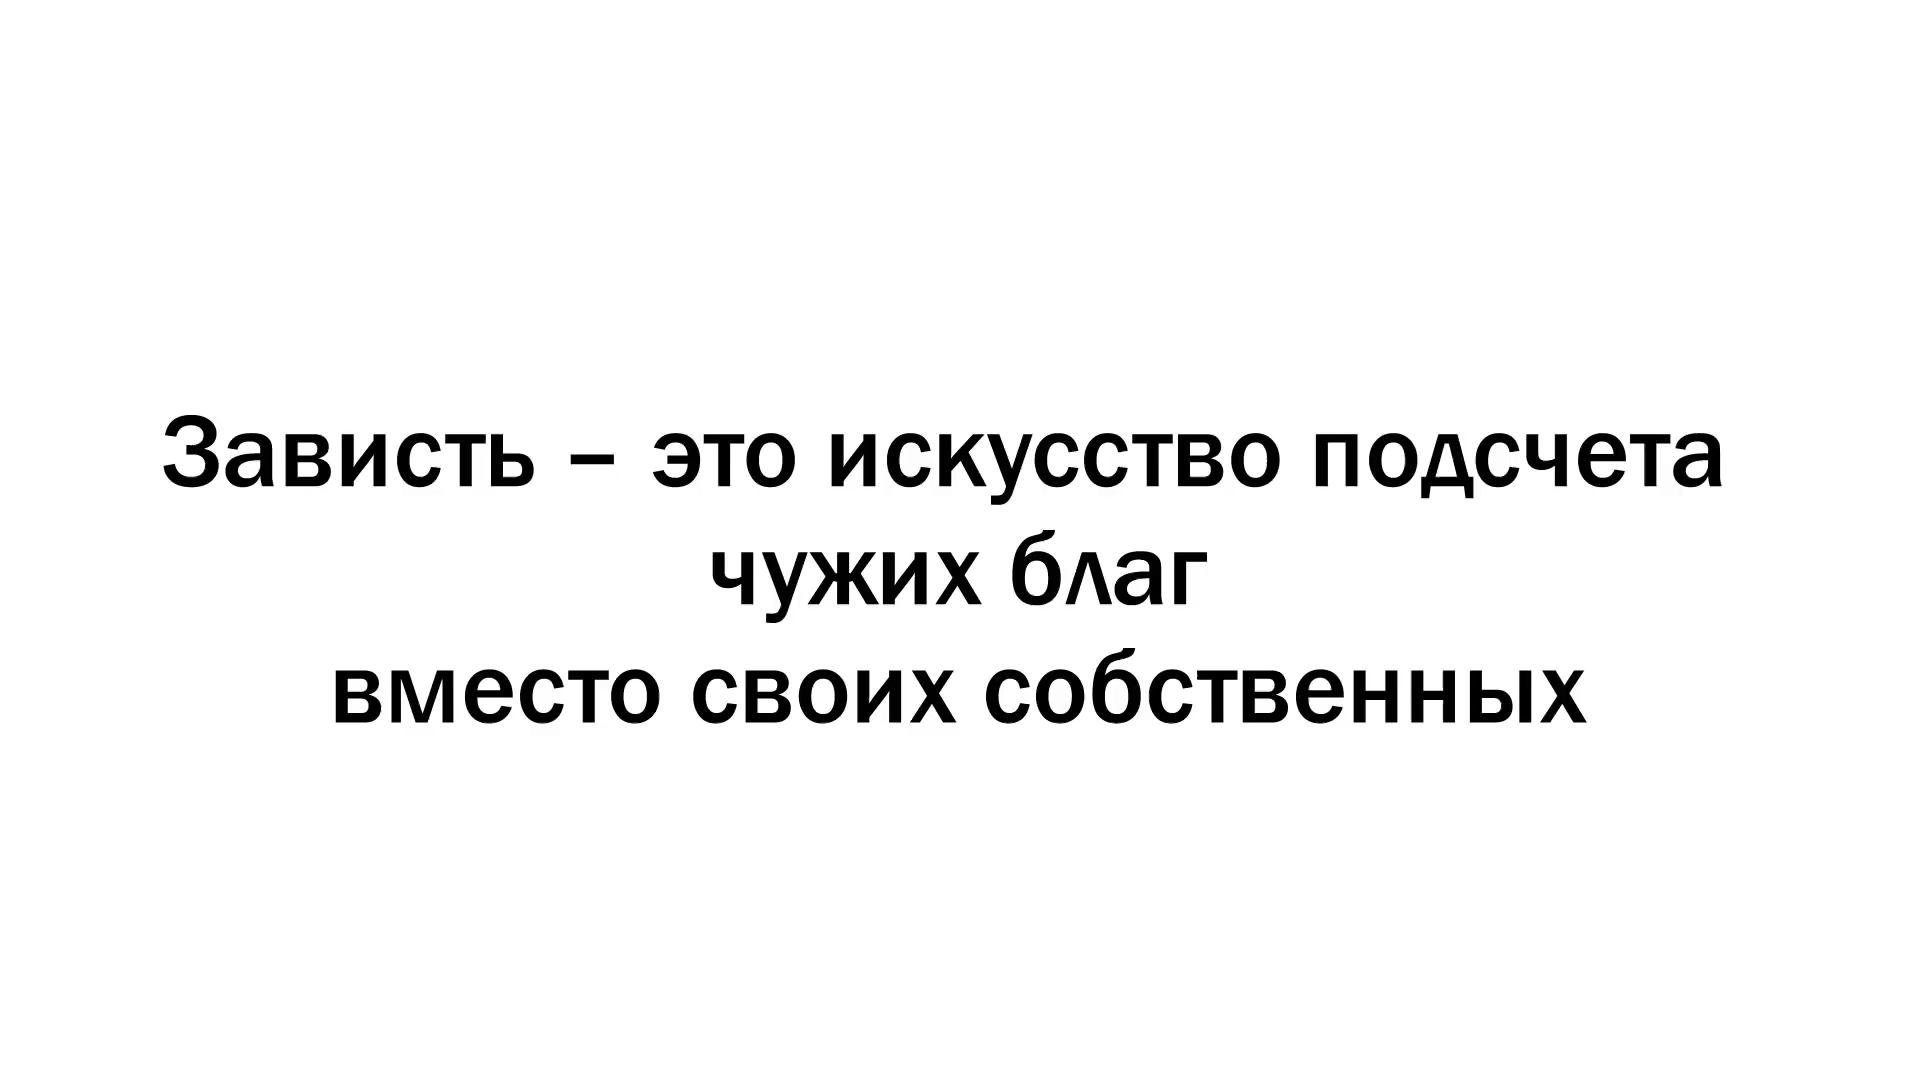 Зависть – это искусство подсчета
чужих благ
вместо своих собственных